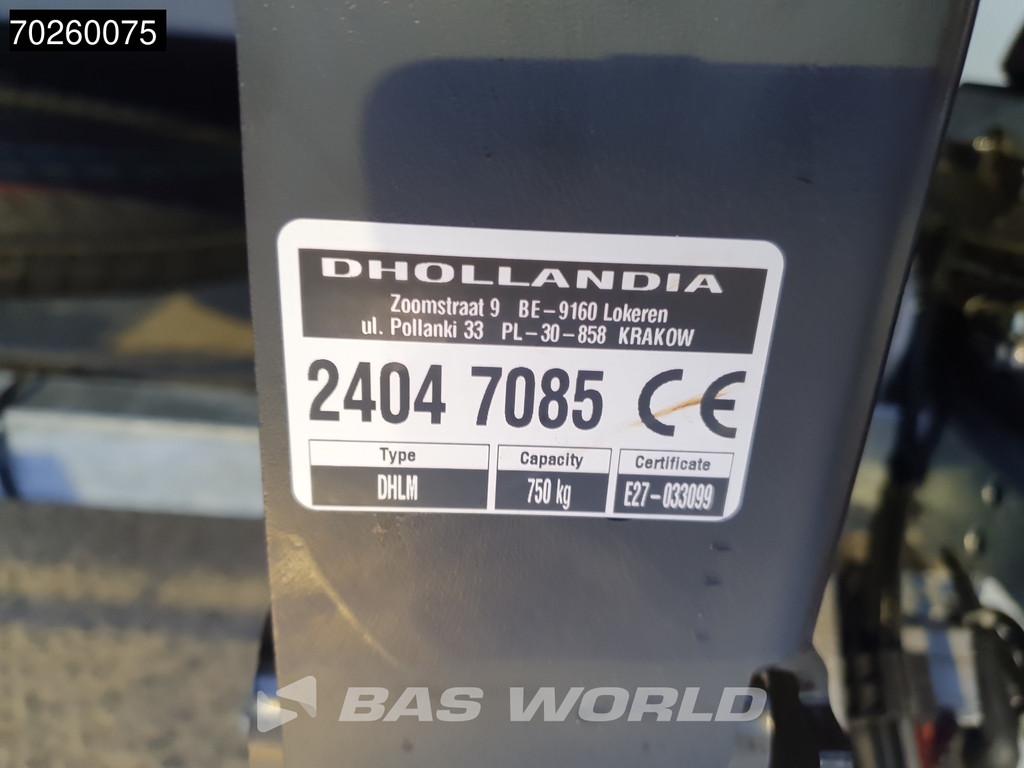 70260075
DHOLLANDIA
Zoomstraat 9 BE-9160 Lokeren
ul. Pollanki 33 PL-30-858 KRAKOW
2404 7085 CE
Type Capacity Certificate
DHLM 750 kg E27-033099
BAS WORLD